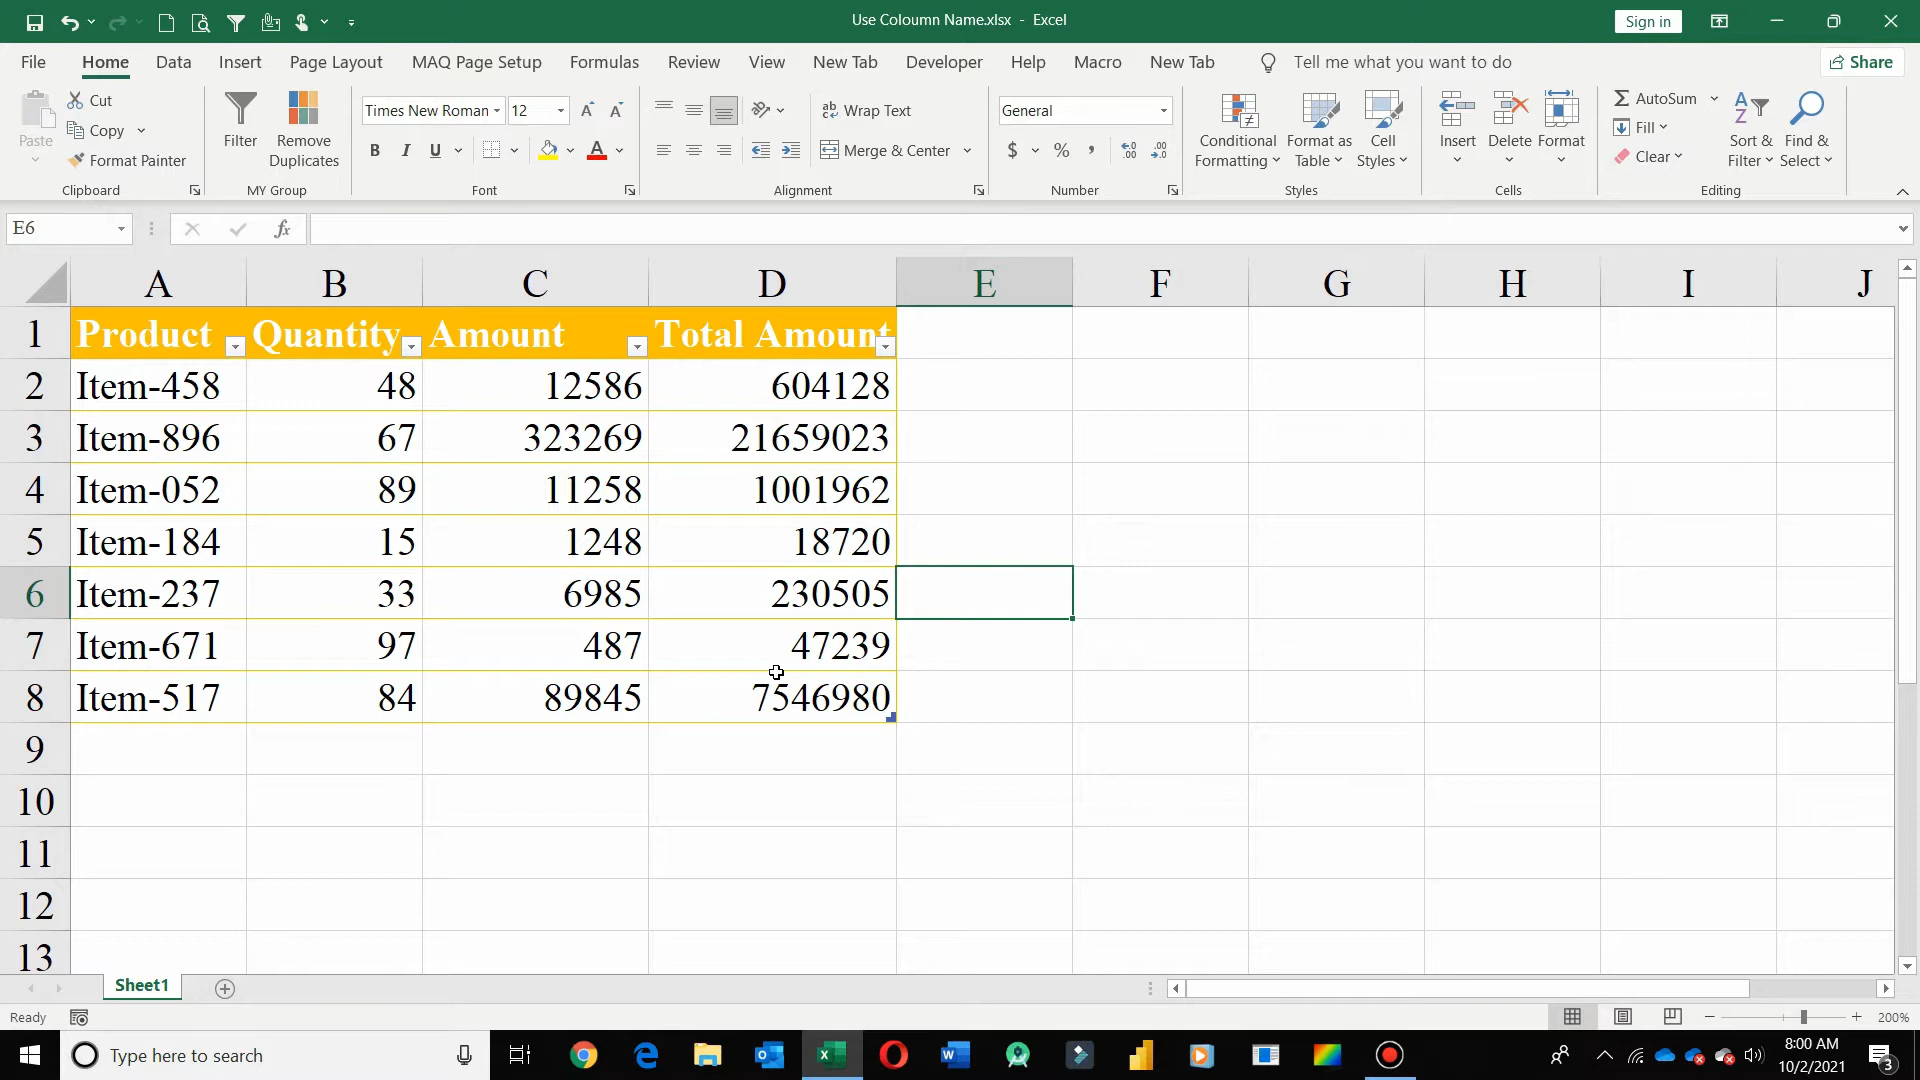 Use Coloumn Name.xlsx - Excel
Sign in
File Home Data Insert Page Layout MAQ Page Setup Formulas Review View New Tab Developer Help Macro New Tab Tell me what you want to do Share
Paste
Cut
Copy
Format Painter
Clipboard
Filter
Remove Duplicates
MY Group
Times New Roman 12
B I U A
Font
ab Wrap Text
Merge & Center
Alignment
General
$ % ,
Number
Conditional Formatting
Format as Table
Cell Styles
Styles
Insert Delete Format
Cells
Σ AutoSum
Fill
Clear
Sort & Filter
Find & Select
Editing
E6 fx
A B C D E F G H I J
1 Product Quantity Amount Total Amount
2 Item-458 48 12586 604128
3 Item-896 67 323269 21659023
4 Item-052 89 11258 1001962
5 Item-184 15 1248 18720
6 Item-237 33 6985 230505
7 Item-671 97 487 47239
8 Item-517 84 89845 7546980
9
10
11
12
13
Sheet1
Ready 200%
Type here to search
8:00 AM
10/2/2021
3